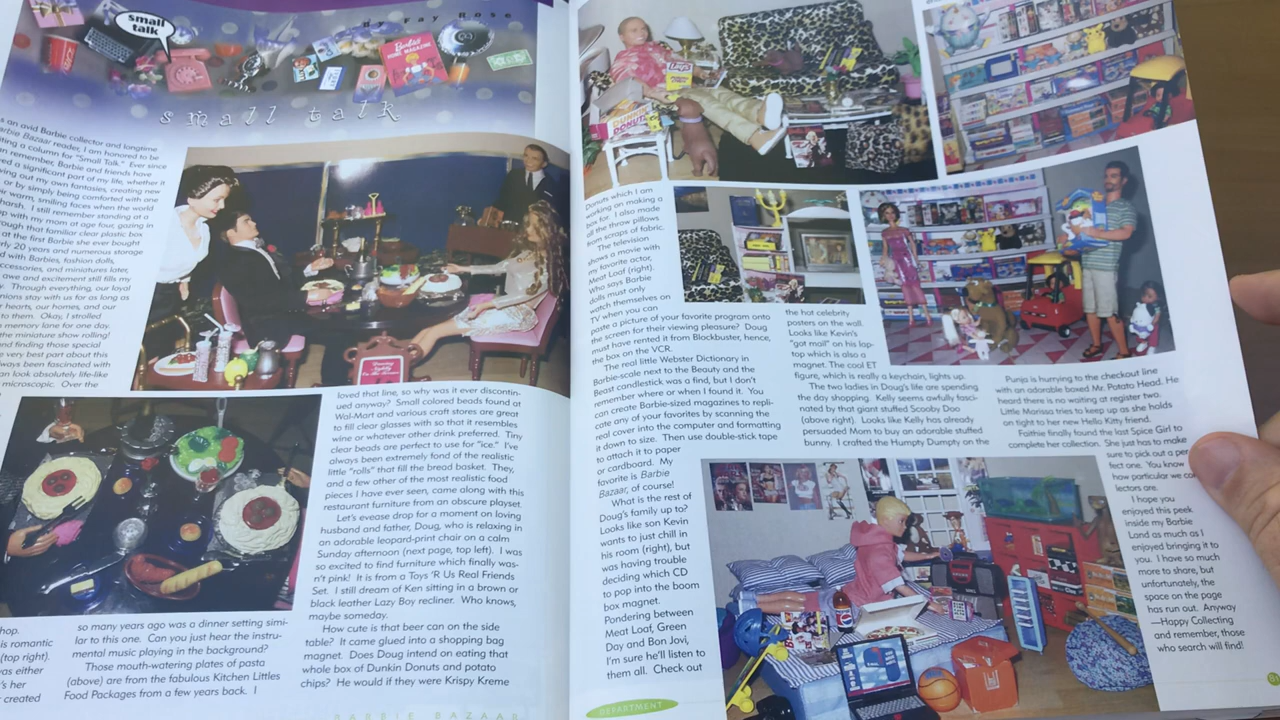 small
talk
By Fay Rose
small talk
s an avid Barbie collector and longtime
arbie Bazaar reader, I am honored to be
iting a column for "Small Talk." Ever since
n remember, Barbie and friends have
red a significant part of my life, whether it
ving out my own fantasies, creating new
or by simply being comforted with one
r warm, smiling faces when the world
harsh. I still remember standing at a
op with my mom at age four, gazing in
rough that familiar clear plastic box
at the first Barbie she ever bought
rly 20 years and numerous storage
d with Barbies, fashion dolls,
ccessories, and miniatures later,
awe and excitement still fills my
y. Through everything, our loyal
nions stay with us for as long as
r hearts, our homes, and our
to them. Okay, I strolled
memory lane for one day.
the miniature show rolling!
and finding those special
e very best part about this
lways been fascinated with
an look absolutely life-like
microscopic. Over the
hop.
is romantic
(top right).
was either
's her
created
so many years ago was a dinner setting simi-
lar to this one. Can you just hear the instru-
mental music playing in the background?
Those mouth-watering plates of pasta
(above) are from the fabulous Kitchen Littles
Food Packages from a few years back. I
loved that line, so why was it ever discontin-
ued anyway? Small colored beads found at
Wal-Mart and various craft stores are great
to fill clear glasses with so that it resembles
wine or whatever other drink preferred. Tiny
clear beads are perfect to use for "ice." I've
always been extremely fond of the realistic
little "rolls" that fill the bread basket. They,
and a few other of the most realistic food
pieces I have ever seen, came along with this
restaurant furniture from an obscure playset.
Let's evease drop for a moment on loving
husband and father, Doug, who is relaxing in
an adorable leopard-print chair on a calm
Sunday afternoon (next page, top left). I was
so excited to find furniture which finally was-
n't pink! It is from a Toys 'R Us Real Friends
Set. I still dream of Ken sitting in a brown or
black leather Lazy Boy recliner. Who knows,
maybe someday.
How cute is that beer can on the side
table? It came glued into a shopping bag
magnet. Does Doug intend on eating that
whole box of Dunkin Donuts and potato
chips? He would if they were Krispy Kreme
BARBIE BAZAAR
Donuts which I am
working on making a
box for. I also made
all the throw pillows
from scraps of fabric.
The television
shows a movie with
my favorite actor,
Meat Loaf (right).
Who says Barbie
dolls must only
watch themselves on
TV when you can
paste a picture of your favorite program onto
the screen for their viewing pleasure? Doug
must have rented it from Blockbuster, hence,
the box on the VCR.
The real little Webster Dictionary in
Barbie-scale next to the Beauty and the
Beast candlestick was a find, but I don't
remember where or when I found it. You
can create Barbie-sized magazines to repli-
cate any of your favorites by scanning the
real cover into the computer and formatting
it down to size. Then use double-stick tape
to attach it to paper
or cardboard. My
favorite is Barbie
Bazaar, of course!
What is the rest of
Doug's family up to?
Looks like son Kevin
wants to just chill in
his room (right), but
was having trouble
deciding which CD
to pop into the boom
box magnet.
Pondering between
Meat Loaf, Green
Day and Bon Jovi,
I'm sure he'll listen to
them all. Check out
DEPARTMENT
the hot celebrity
posters on the wall.
Looks like Kevin's
"got mail" on his lap-
top which is also a
magnet. The cool ET
figure, which is really a keychain, lights up.
The two ladies in Doug's life are spending
the day shopping. Kelly seems awfully fasci-
nated by that giant stuffed Scooby Doo
(above right). Looks like Kelly has already
persuaded Mom to buy an adorable stuffed
bunny. I crafted the Humpty Dumpty on the
Punja is hurrying to the checkout line
with an adorable boxed Mr. Potato Head. He
heard there is no waiting at register two.
Little Marissa tries to keep up as she holds
on tight to her new Hello Kitty friend.
Faithie finally found the last Spice Girl to
complete her collection. She just has to make
sure to pick out a per
fect one. You know
how particular we co
lectors are.
I hope you
enjoyed this peek
inside my Barbie
Land as much as I
enjoyed bringing it to
you. I have so much
more to share, but
unfortunately, the
space on the page
has run out. Anyway
—Happy Collecting
and remember, those
who search will find!
81